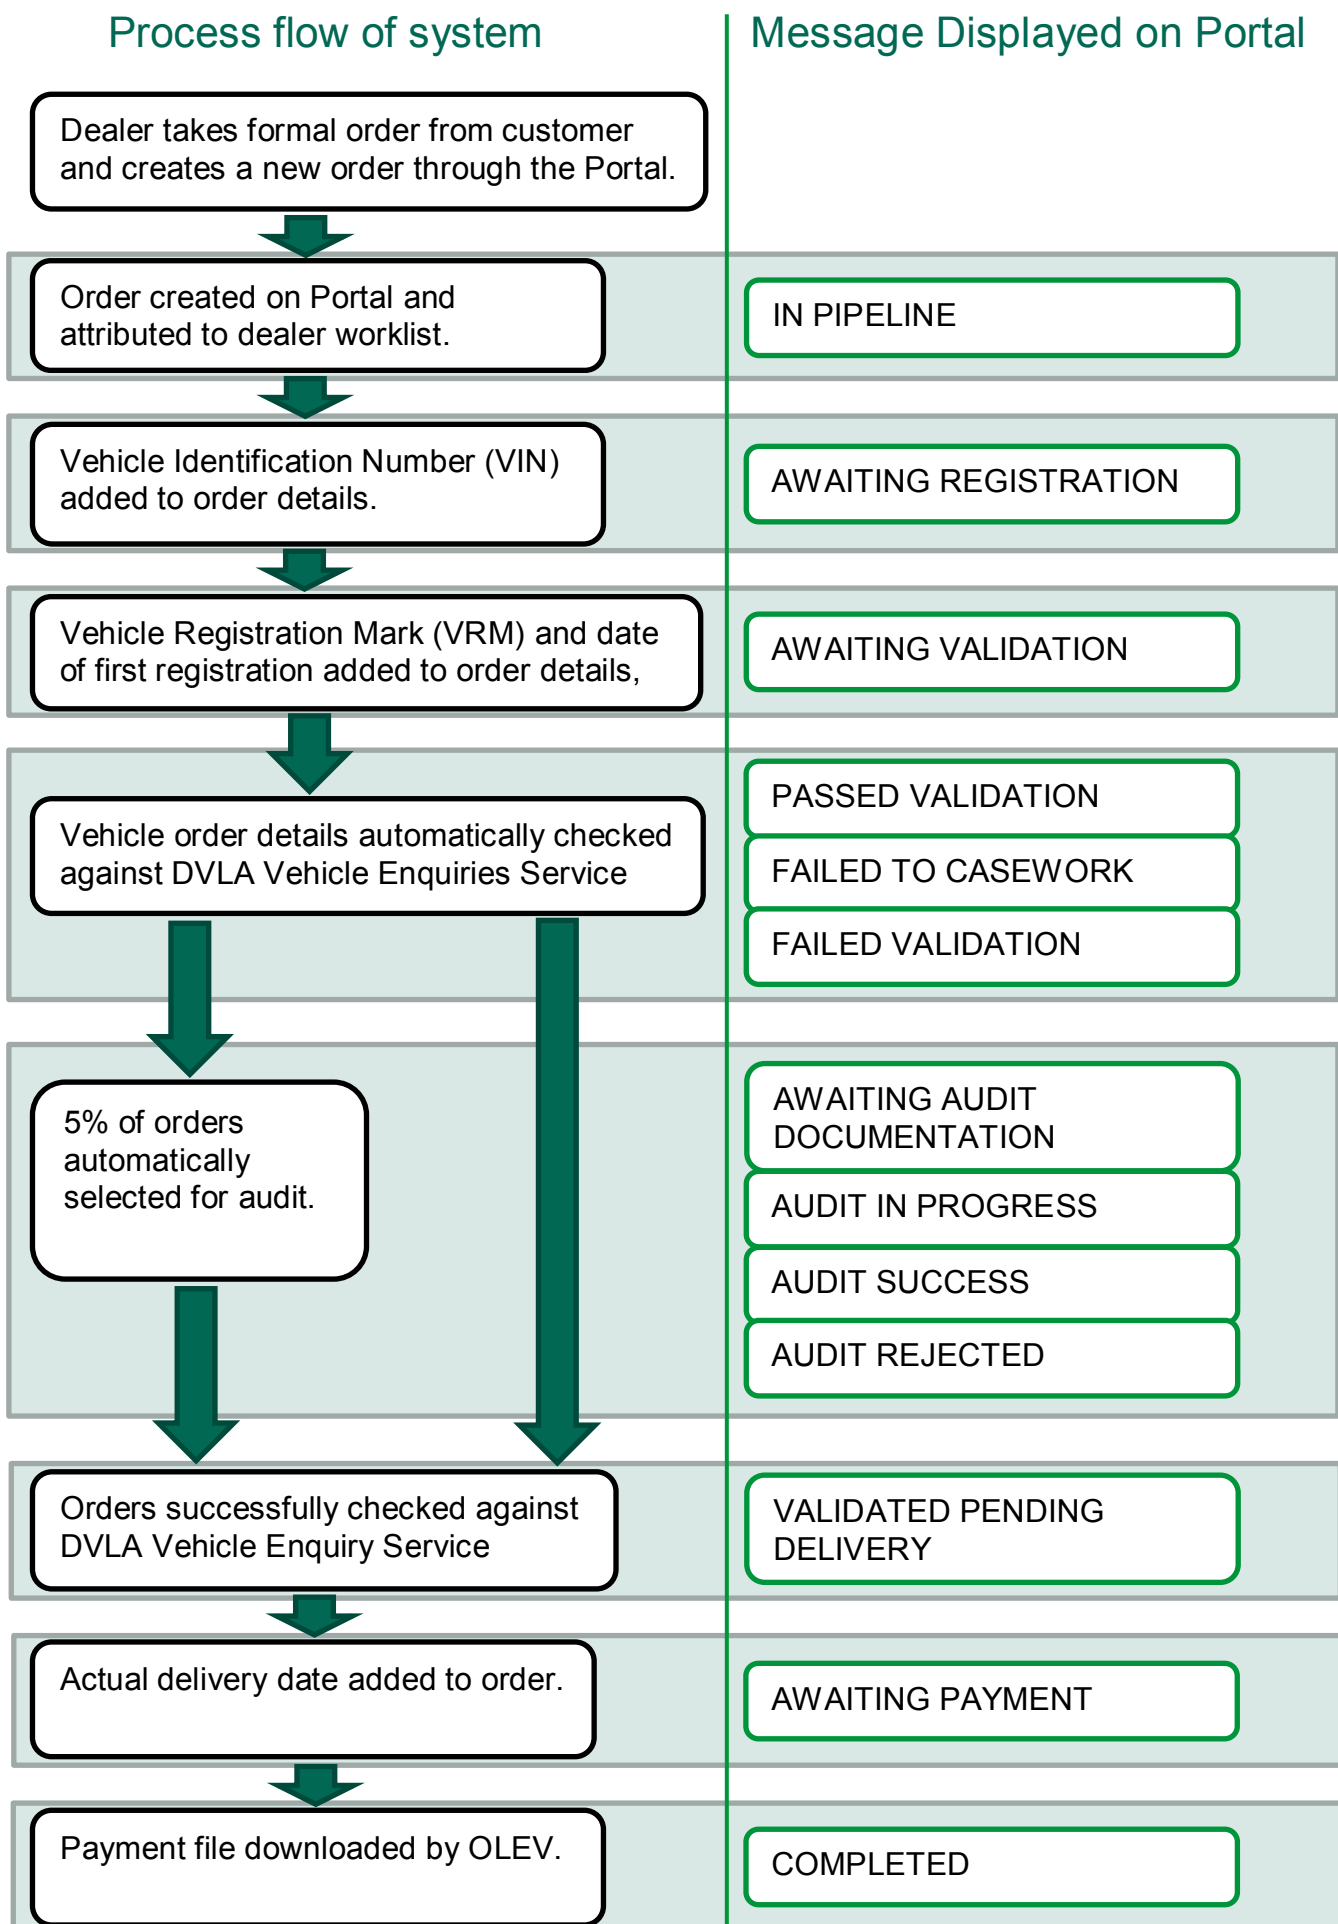 Process flow of system
Message Displayed on Portal
Dealer takes formal order from customer
and creates a new order through the Portal.
Order created on Portal and
attributed to dealer worklist.
IN PIPELINE
Vehicle Identification Number (VIN)
added to order details.
AWAITING REGISTRATION
Vehicle Registration Mark (VRM) and date
of first registration added to order details,
AWAITING VALIDATION
Vehicle order details automatically checked
against DVLA Vehicle Enquiries Service
PASSED VALIDATION
FAILED TO CASEWORK
FAILED VALIDATION
5% of orders
automatically
selected for audit.
AWAITING AUDIT
DOCUMENTATION
AUDIT IN PROGRESS
AUDIT SUCCESS
AUDIT REJECTED
Orders successfully checked against
DVLA Vehicle Enquiry Service
VALIDATED PENDING
DELIVERY
Actual delivery date added to order.
AWAITING PAYMENT
Payment file downloaded by OLEV.
COMPLETED